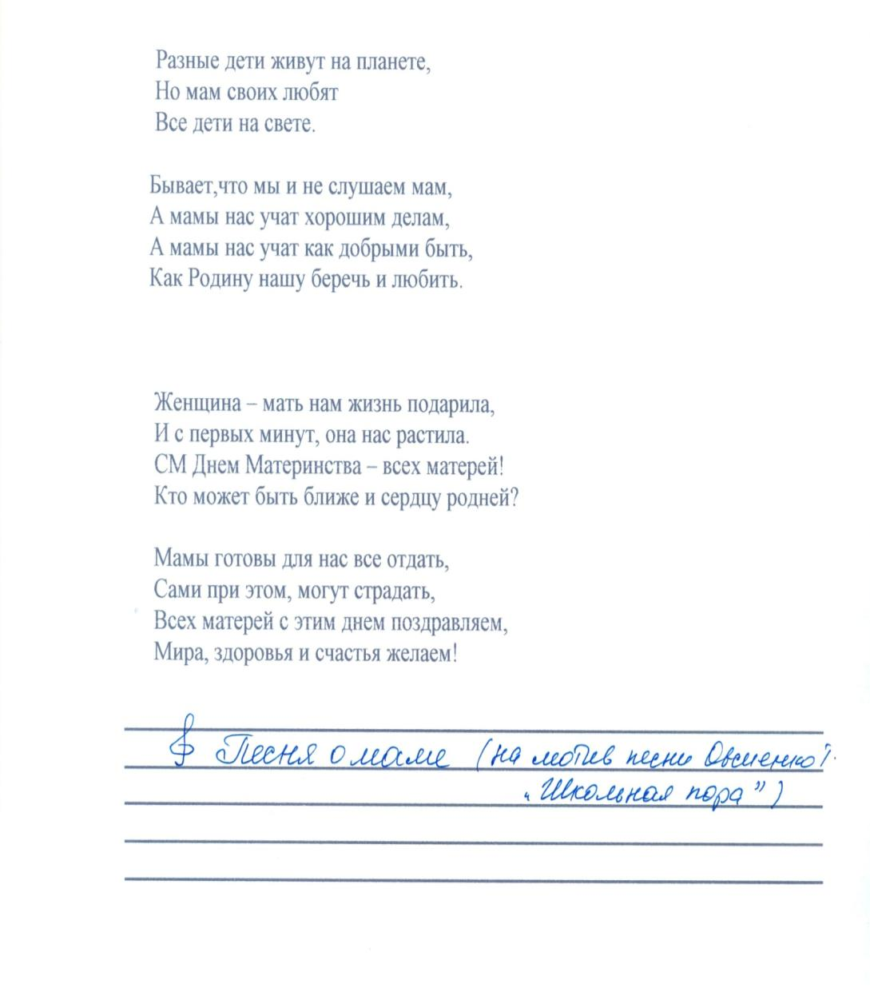 Разные дети живут на планете,
Но мам своих любят
Все дети на свете.
Бывает,что мы и не слушаем мам,
А мамы нас учат хорошим делам,
А мамы нас учат как добрыми быть,
Как Родину нашу беречь и любить.
Женщина – мать нам жизнь подарила,
И с первых минут, она нас растила.
СМ Днем Материнства – всех матерей!
Кто может быть ближе и сердцу родней?
Мамы готовы для нас все отдать,
Сами при этом, могут страдать,
Всех матерей с этим днем поздравляем,
Мира, здоровья и счастья желаем!
Песня о маме (на мотив песни Овсиенко Т.
„Школьная пора”)